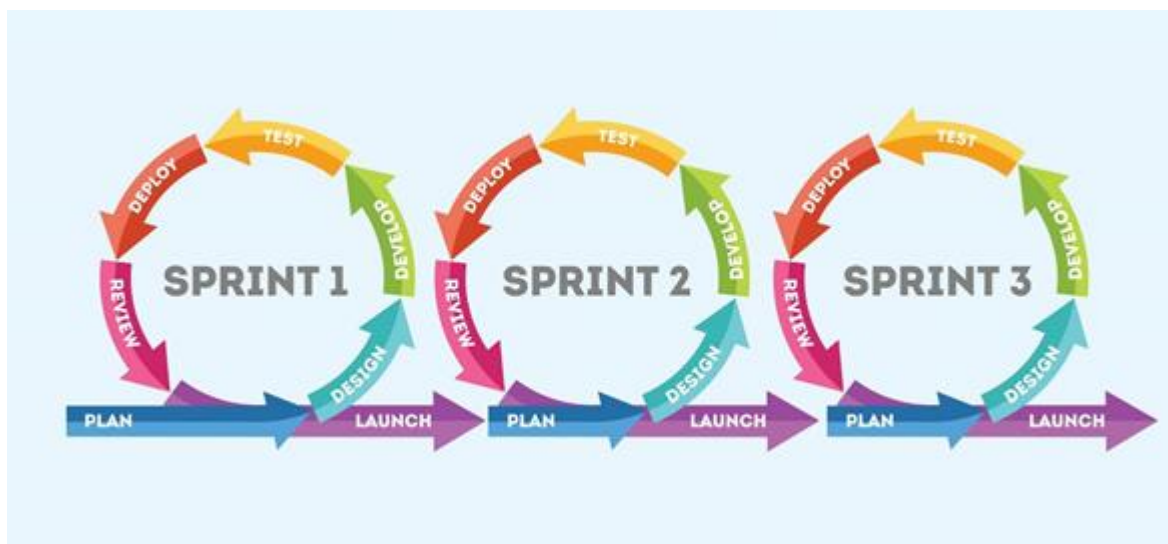 SPRINT 1
PLAN
DESIGN
DEVELOP
TEST
DEPLOY
REVIEW
LAUNCH
SPRINT 2
PLAN
DESIGN
DEVELOP
TEST
DEPLOY
REVIEW
LAUNCH
SPRINT 3
PLAN
DESIGN
DEVELOP
TEST
DEPLOY
REVIEW
LAUNCH